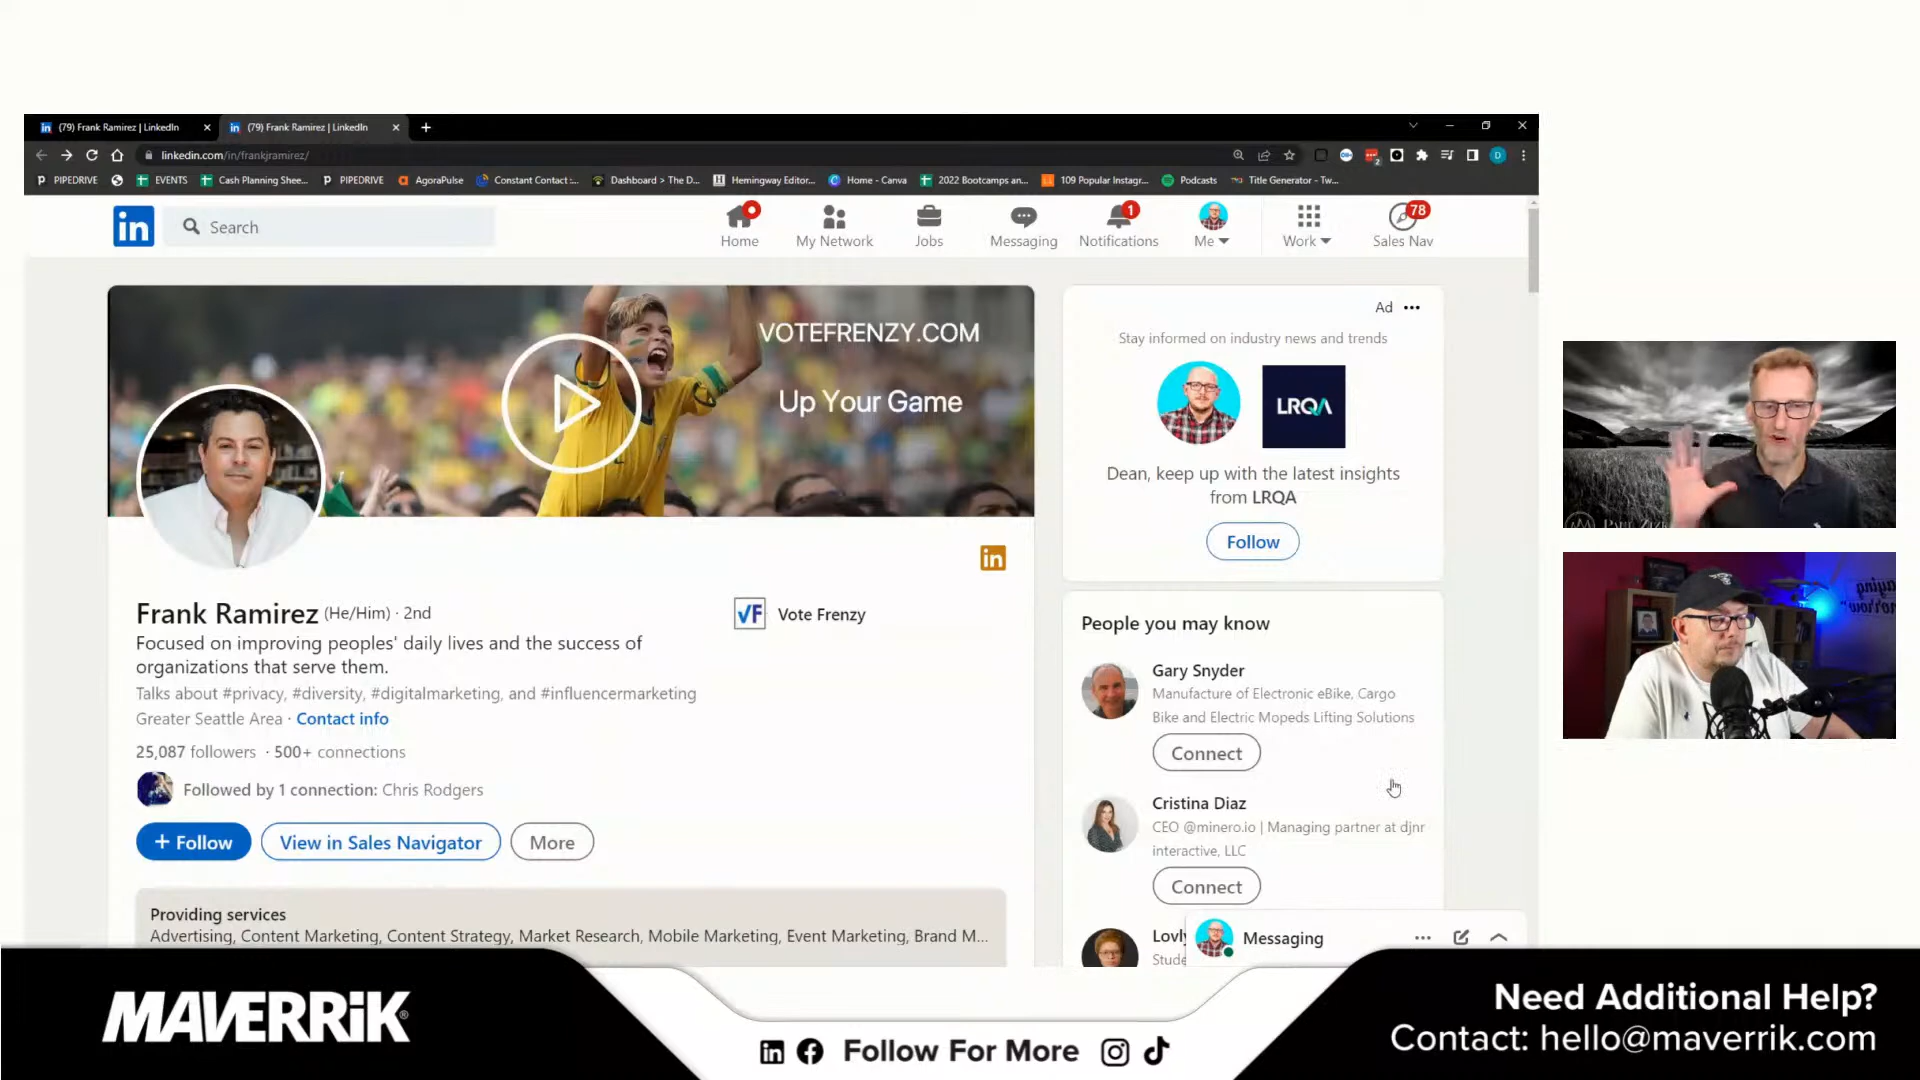 (79) Frank Ramirez | LinkedIn
(79) Frank Ramirez | LinkedIn
linkedin.com/in/frankjramirez/
PIPEDRIVE
EVENTS
Cash Planning Shee...
PIPEDRIVE
AgoraPulse
Constant Contact :...
Dashboard > The D...
Hemingway Editor...
Home - Canva
2022 Bootcamps an...
109 Popular Instagr...
Podcasts
Title Generator - Tw...
in
Search
Home
My Network
Jobs
Messaging
1
Notifications
Me
Work
78
Sales Nav
VOTEFRENZY.COM
Up Your Game
in
Frank Ramirez (He/Him) · 2nd
Focused on improving peoples' daily lives and the success of
organizations that serve them.
Talks about #privacy, #diversity, #digitalmarketing, and #influencermarketing
Greater Seattle Area · Contact info
25,087 followers · 500+ connections
Followed by 1 connection: Chris Rodgers
+ Follow
View in Sales Navigator
More
VF
Vote Frenzy
Providing services
Advertising, Content Marketing, Content Strategy, Market Research, Mobile Marketing, Event Marketing, Brand M...
Ad
Stay informed on industry news and trends
LRQA
Dean, keep up with the latest insights
from LRQA
Follow
People you may know
Gary Snyder
Manufacture of Electronic eBike, Cargo
Bike and Electric Mopeds Lifting Solutions
Connect
Cristina Diaz
CEO @minero.io | Managing partner at djnr
interactive, LLC
Connect
Lovly
Stude
Messaging
MAVERRiK®
Follow For More
Need Additional Help?
Contact: hello@maverrik.com